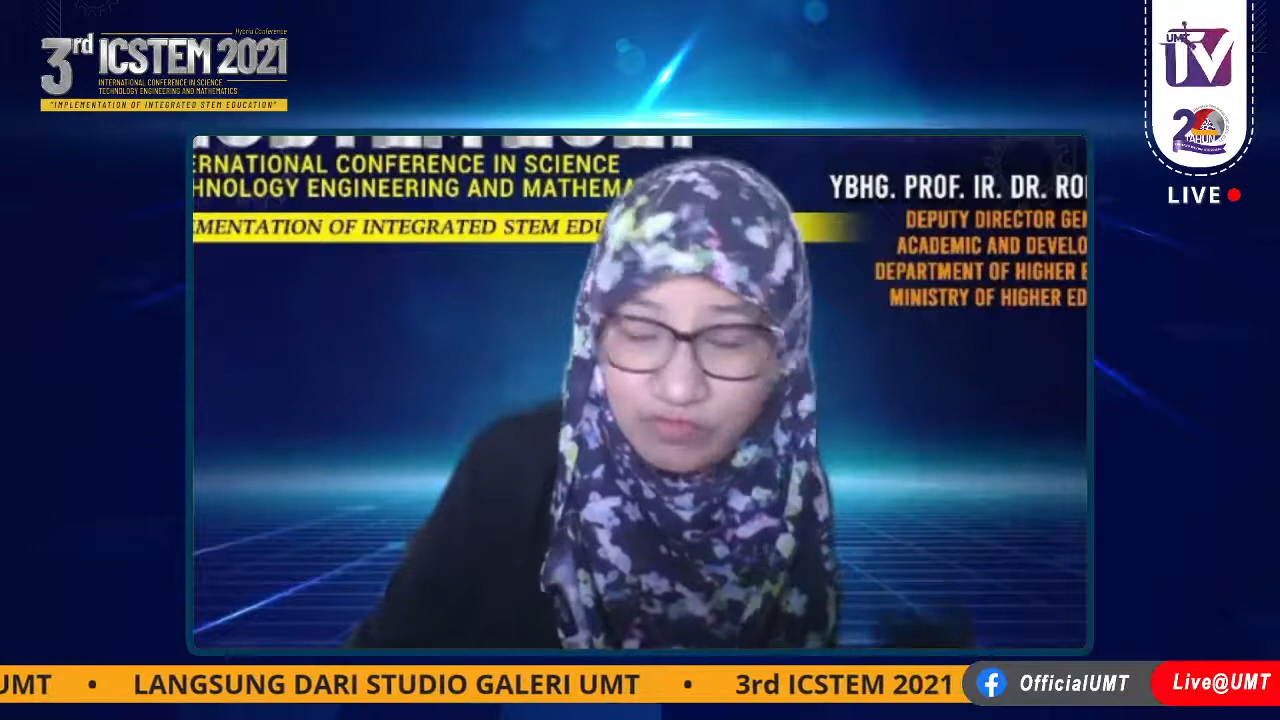 Hybrid Conference
3rd ICSTEM 2021
INTERNATIONAL CONFERENCE IN SCIENCE
TECHNOLOGY ENGINEERING AND MATHEMATICS
"IMPLEMENTATION OF INTEGRATED STEM EDUCATION"
UMT
TV
20
TAHUN
LIVE
ERNATIONAL CONFERENCE IN SCIENCE
HNOLOGY ENGINEERING AND MATHEMA
MENTATION OF INTEGRATED STEM EDU
YBHG. PROF. IR. DR. RO
DEPUTY DIRECTOR GE
ACADEMIC AND DEVELO
DEPARTMENT OF HIGHER E
MINISTRY OF HIGHER ED
UMT • LANGSUNG DARI STUDIO GALERI UMT • 3rd ICSTEM 2021
OfficialUMT
Live@UMT